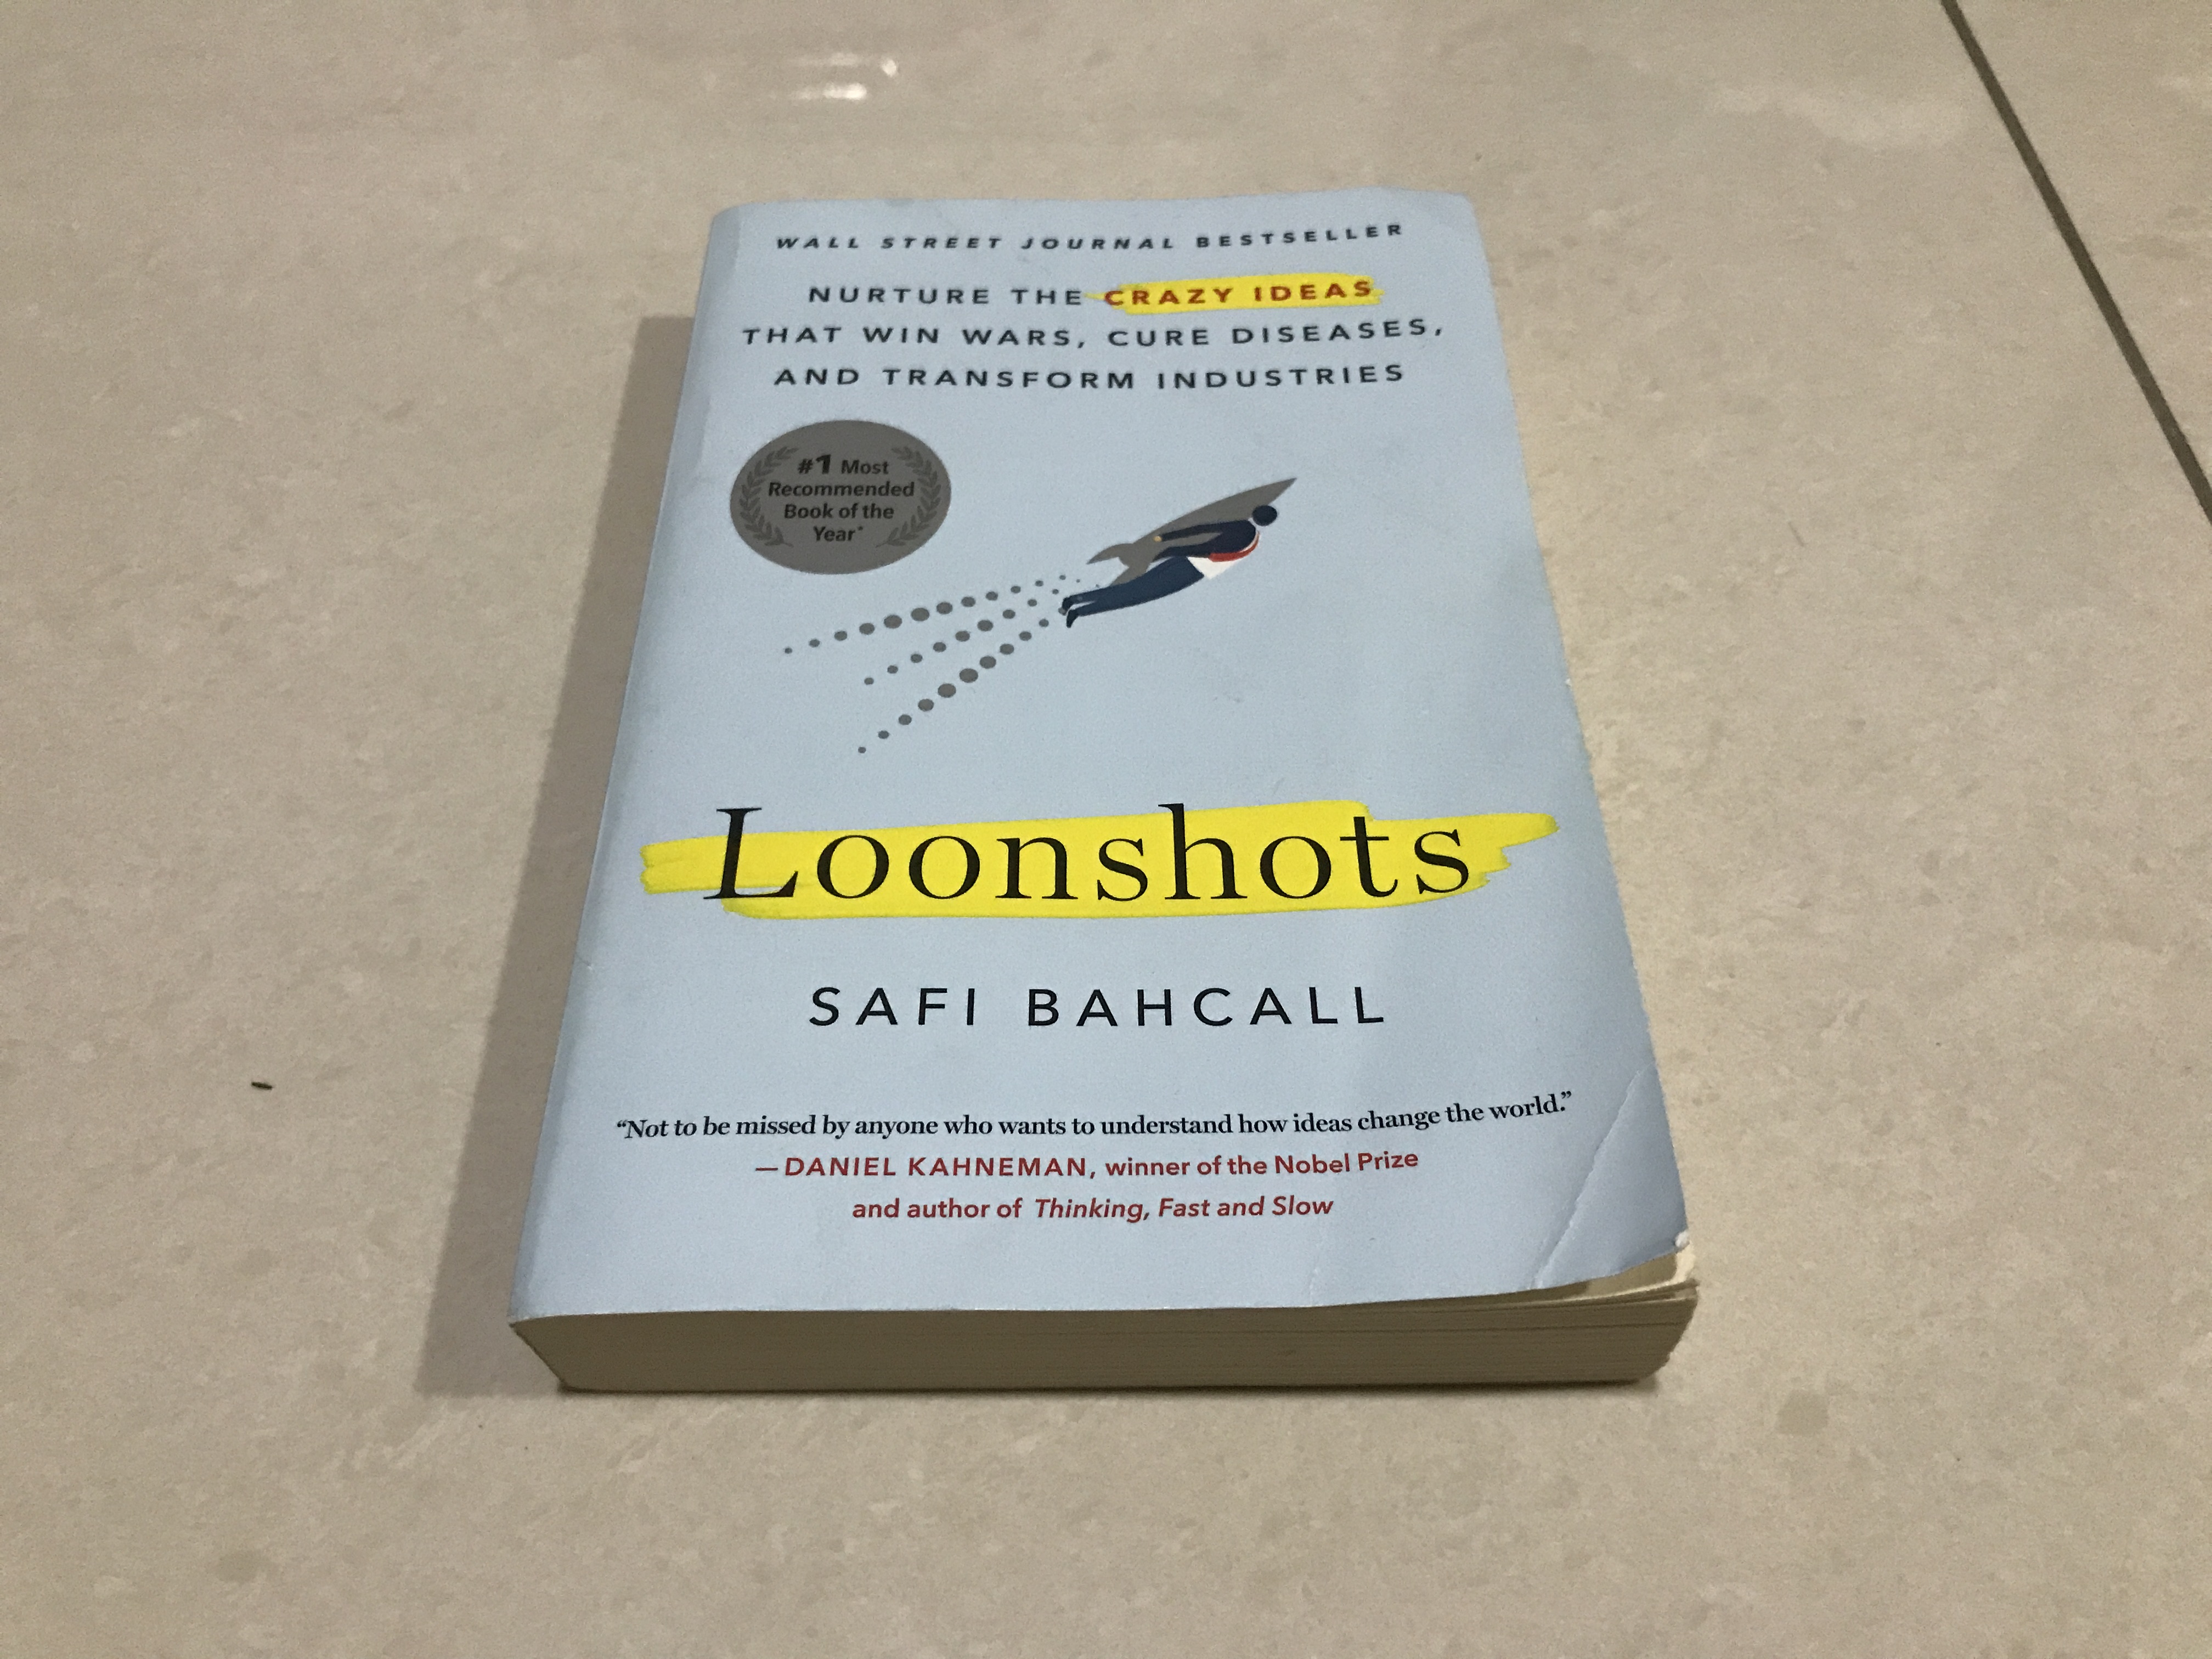 WALL STREET JOURNAL BESTSELLER
NURTURE THE CRAZY IDEAS
THAT WIN WARS, CURE DISEASES,
AND TRANSFORM INDUSTRIES
#1 Most
Recommended
Book of the
Year*
Loonshots
SAFI BAHCALL
“Not to be missed by anyone who wants to understand how ideas change the world.”
—DANIEL KAHNEMAN, winner of the Nobel Prize
and author of Thinking, Fast and Slow